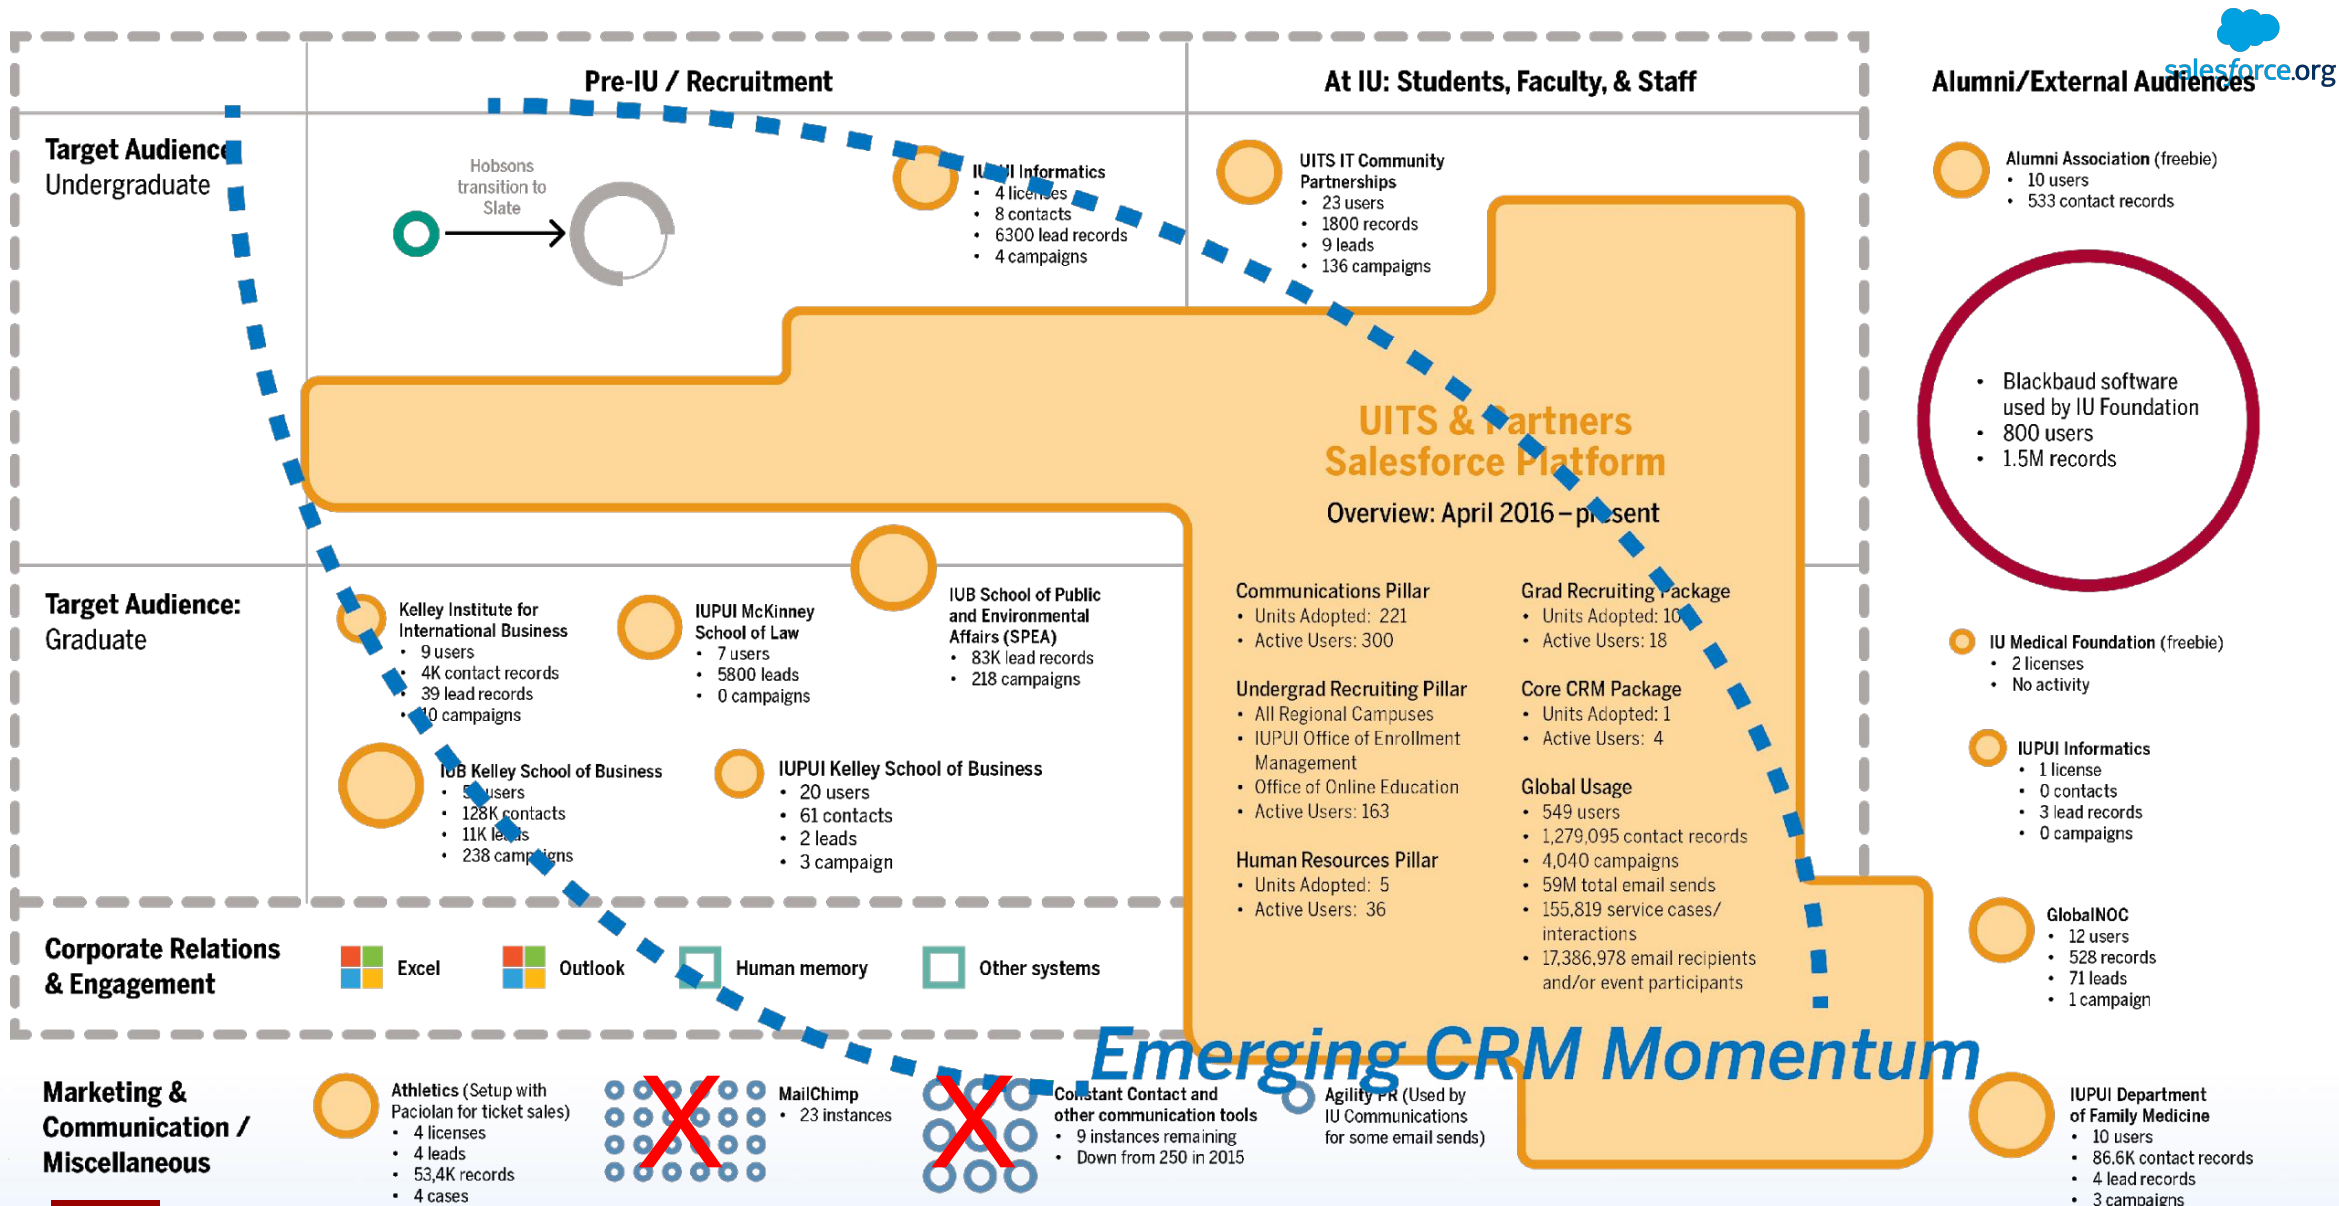 salesforce.org
Pre-IU / Recruitment
At IU: Students, Faculty, & Staff
Alumni/External Audiences
Target Audience
Undergraduate
Hobsons
transition to
Slate
IUPUI Informatics
• 4 licenses
• 8 contacts
• 6300 lead records
• 4 campaigns
UITS IT Community
Partnerships
• 23 users
• 1800 records
• 9 leads
• 136 campaigns
Alumni Association (freebie)
• 10 users
• 533 contact records
• Blackbaud software
used by IU Foundation
• 800 users
• 1.5M records
UITS & Partners
Salesforce Platform
Overview: April 2016 – present
Communications Pillar
• Units Adopted: 221
• Active Users: 300
Undergrad Recruiting Pillar
• All Regional Campuses
• IUPUI Office of Enrollment
Management
• Office of Online Education
• Active Users: 163
Human Resources Pillar
• Units Adopted: 5
• Active Users: 36
Grad Recruiting Package
• Units Adopted: 10
• Active Users: 18
Core CRM Package
• Units Adopted: 1
• Active Users: 4
Global Usage
• 549 users
• 1,279,095 contact records
• 4,040 campaigns
• 59M total email sends
• 155,819 service cases/
interactions
• 17,386,978 email recipients
and/or event participants
Target Audience:
Graduate
Kelley Institute for
International Business
• 9 users
• 4K contact records
• 39 lead records
• campaigns
IUPUI McKinney
School of Law
• 7 users
• 5800 leads
• 0 campaigns
IUB School of Public
and Environmental
Affairs (SPEA)
• 83K lead records
• 218 campaigns
IUB Kelley School of Business
• users
• 128K contacts
• 11K leads
• 238 campaigns
IUPUI Kelley School of Business
• 20 users
• 61 contacts
• 2 leads
• 3 campaign
IU Medical Foundation (freebie)
• 2 licenses
• No activity
IUPUI Informatics
• 1 license
• 0 contacts
• 3 lead records
• 0 campaigns
GlobalNOC
• 12 users
• 528 records
• 71 leads
• 1 campaign
Corporate Relations
& Engagement
Excel
Outlook
Human memory
Other systems
Emerging CRM Momentum
Marketing &
Communication /
Miscellaneous
Athletics (Setup with
Paciolan for ticket sales)
• 4 licenses
• 4 leads
• 53,4K records
• 4 cases
MailChimp
• 23 instances
Constant Contact and
other communication tools
• 9 instances remaining
• Down from 250 in 2015
Agility PR (Used by
IU Communications
for some email sends)
IUPUI Department
of Family Medicine
• 10 users
• 86.6K contact records
• 4 lead records
• 3 campaigns